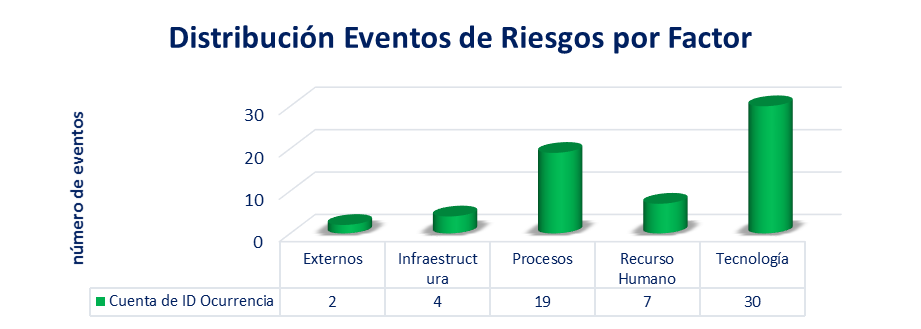 Distribución Eventos de Riesgos por Factor
número de eventos
30
20
10
0
Externos
Infraestruct
ura
Procesos
Recurso
Humano
Tecnología
Cuenta de ID Ocurrencia 2 4 19 7 30